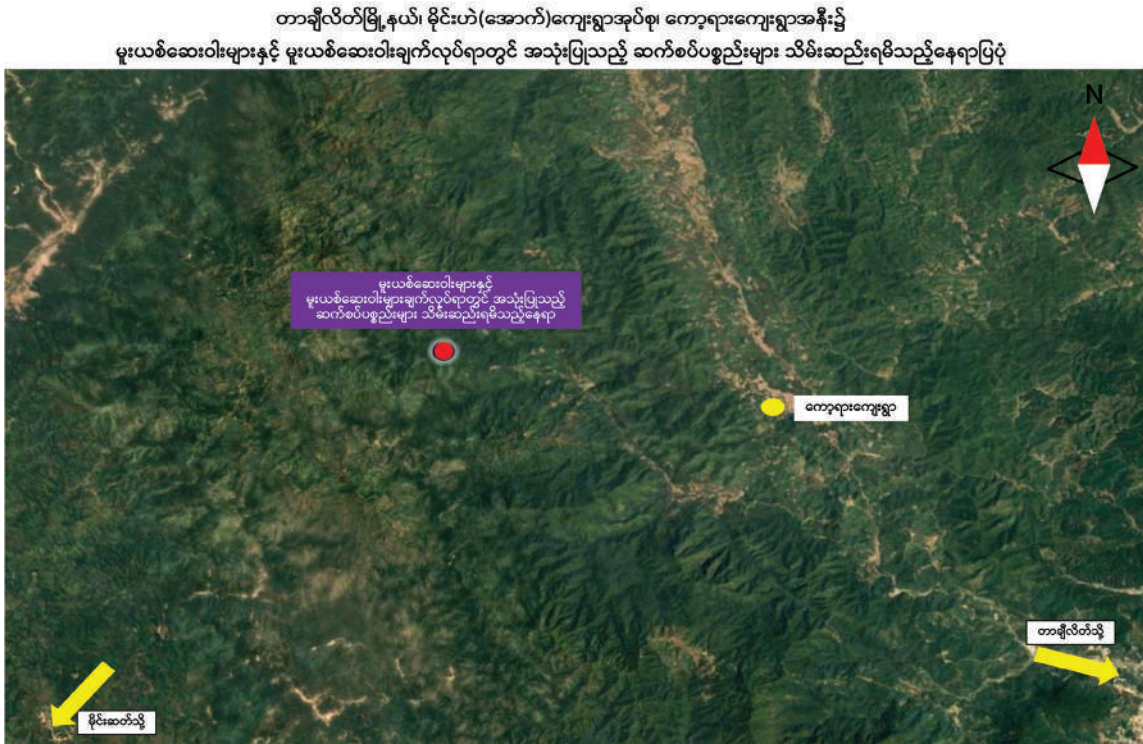 တာချီလိတ်မြို့နယ်၊ မိုင်းဟဲ(အောက်)ကျေးရွာအုပ်စု၊ ကော့ရားကျေးရွာအနီး၌
မူးယစ်ဆေးဝါးများနှင့် မူးယစ်ဆေးဝါးချက်လုပ်ရာတွင် အသုံးပြုသည့် ဆက်စပ်ပစ္စည်းများ သိမ်းဆည်းရမိသည့်နေရာပြပုံ
N
မူးယစ်ဆေးဝါးများနှင့်
မူးယစ်ဆေးဝါးများချက်လုပ်ရာတွင် အသုံးပြုသည့်
ဆက်စပ်ပစ္စည်းများ သိမ်းဆည်းရမိသည့်နေရာ
ကော့ရားကျေးရွာ
တာချီလိတ်သို့
မိုင်းဆတ်သို့